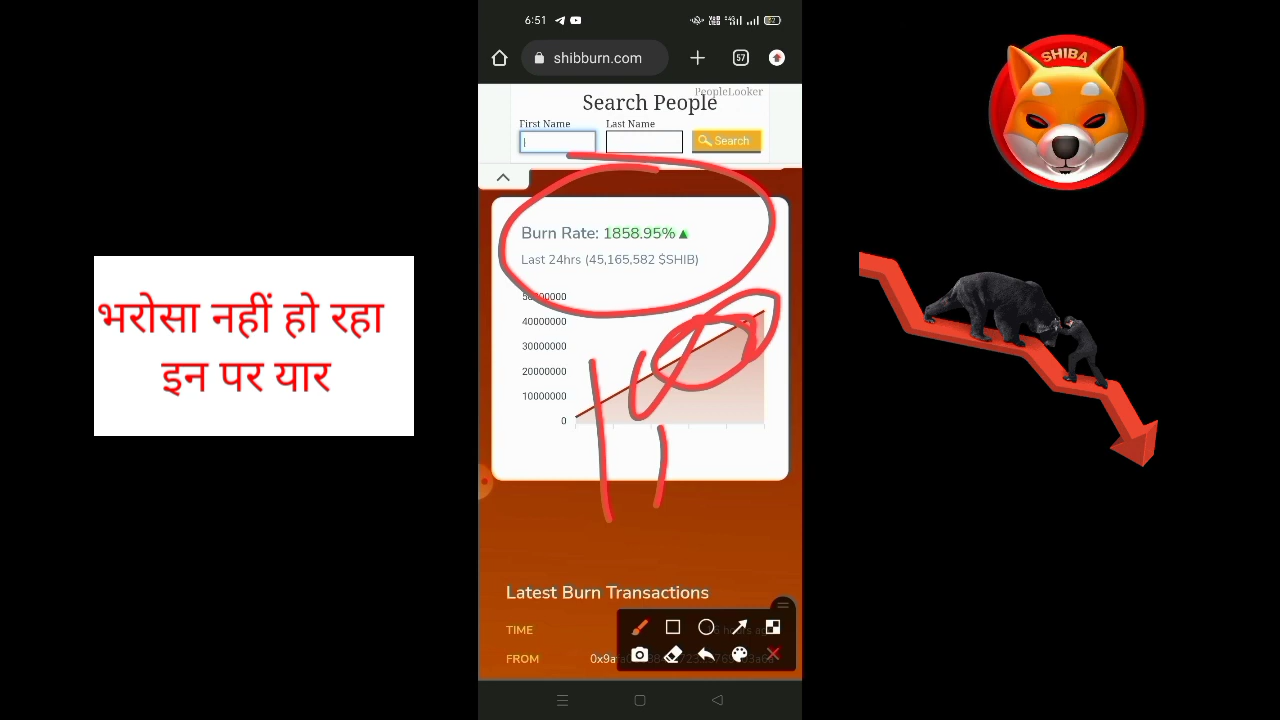 6:51
shibburn.com
57
SHIBA
PeopleLooker
Search People
First Name
Last Name
Search
Burn Rate: 1858.95%▲
Last 24hrs (45,165,582 $SHIB)
50000000
40000000
30000000
20000000
10000000
0
भरोसा नहीं हो रहा
इन पर यार
Latest Burn Transactions
TIME
FROM
0x9a